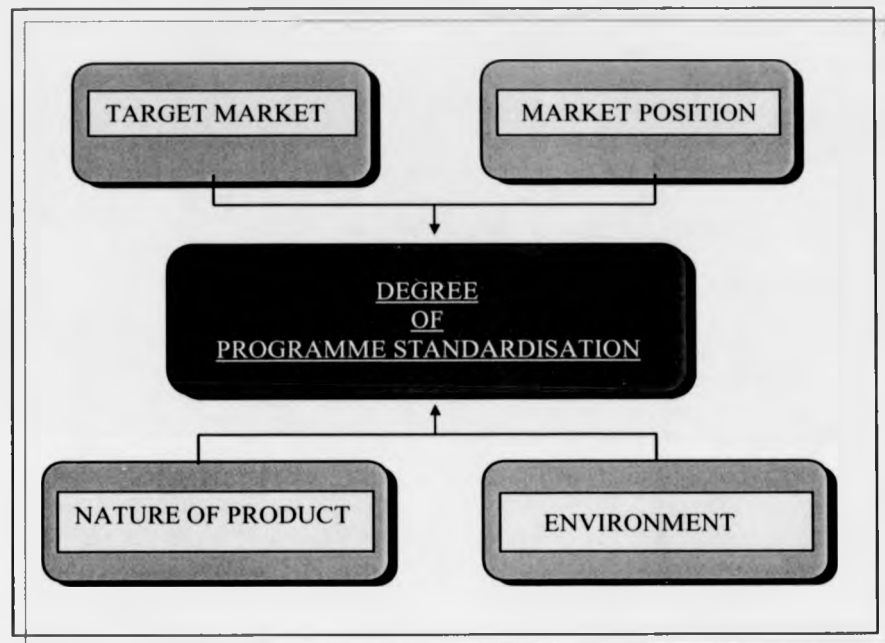 TARGET MARKET
MARKET POSITION
DEGREE
OF
PROGRAMME STANDARDISATION
NATURE OF PRODUCT
ENVIRONMENT